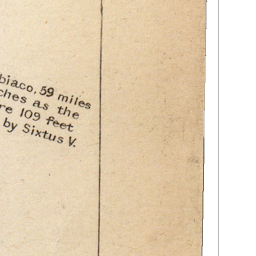 biaco, 59 miles
ches as the
re 109 feet
by Sixtus V.